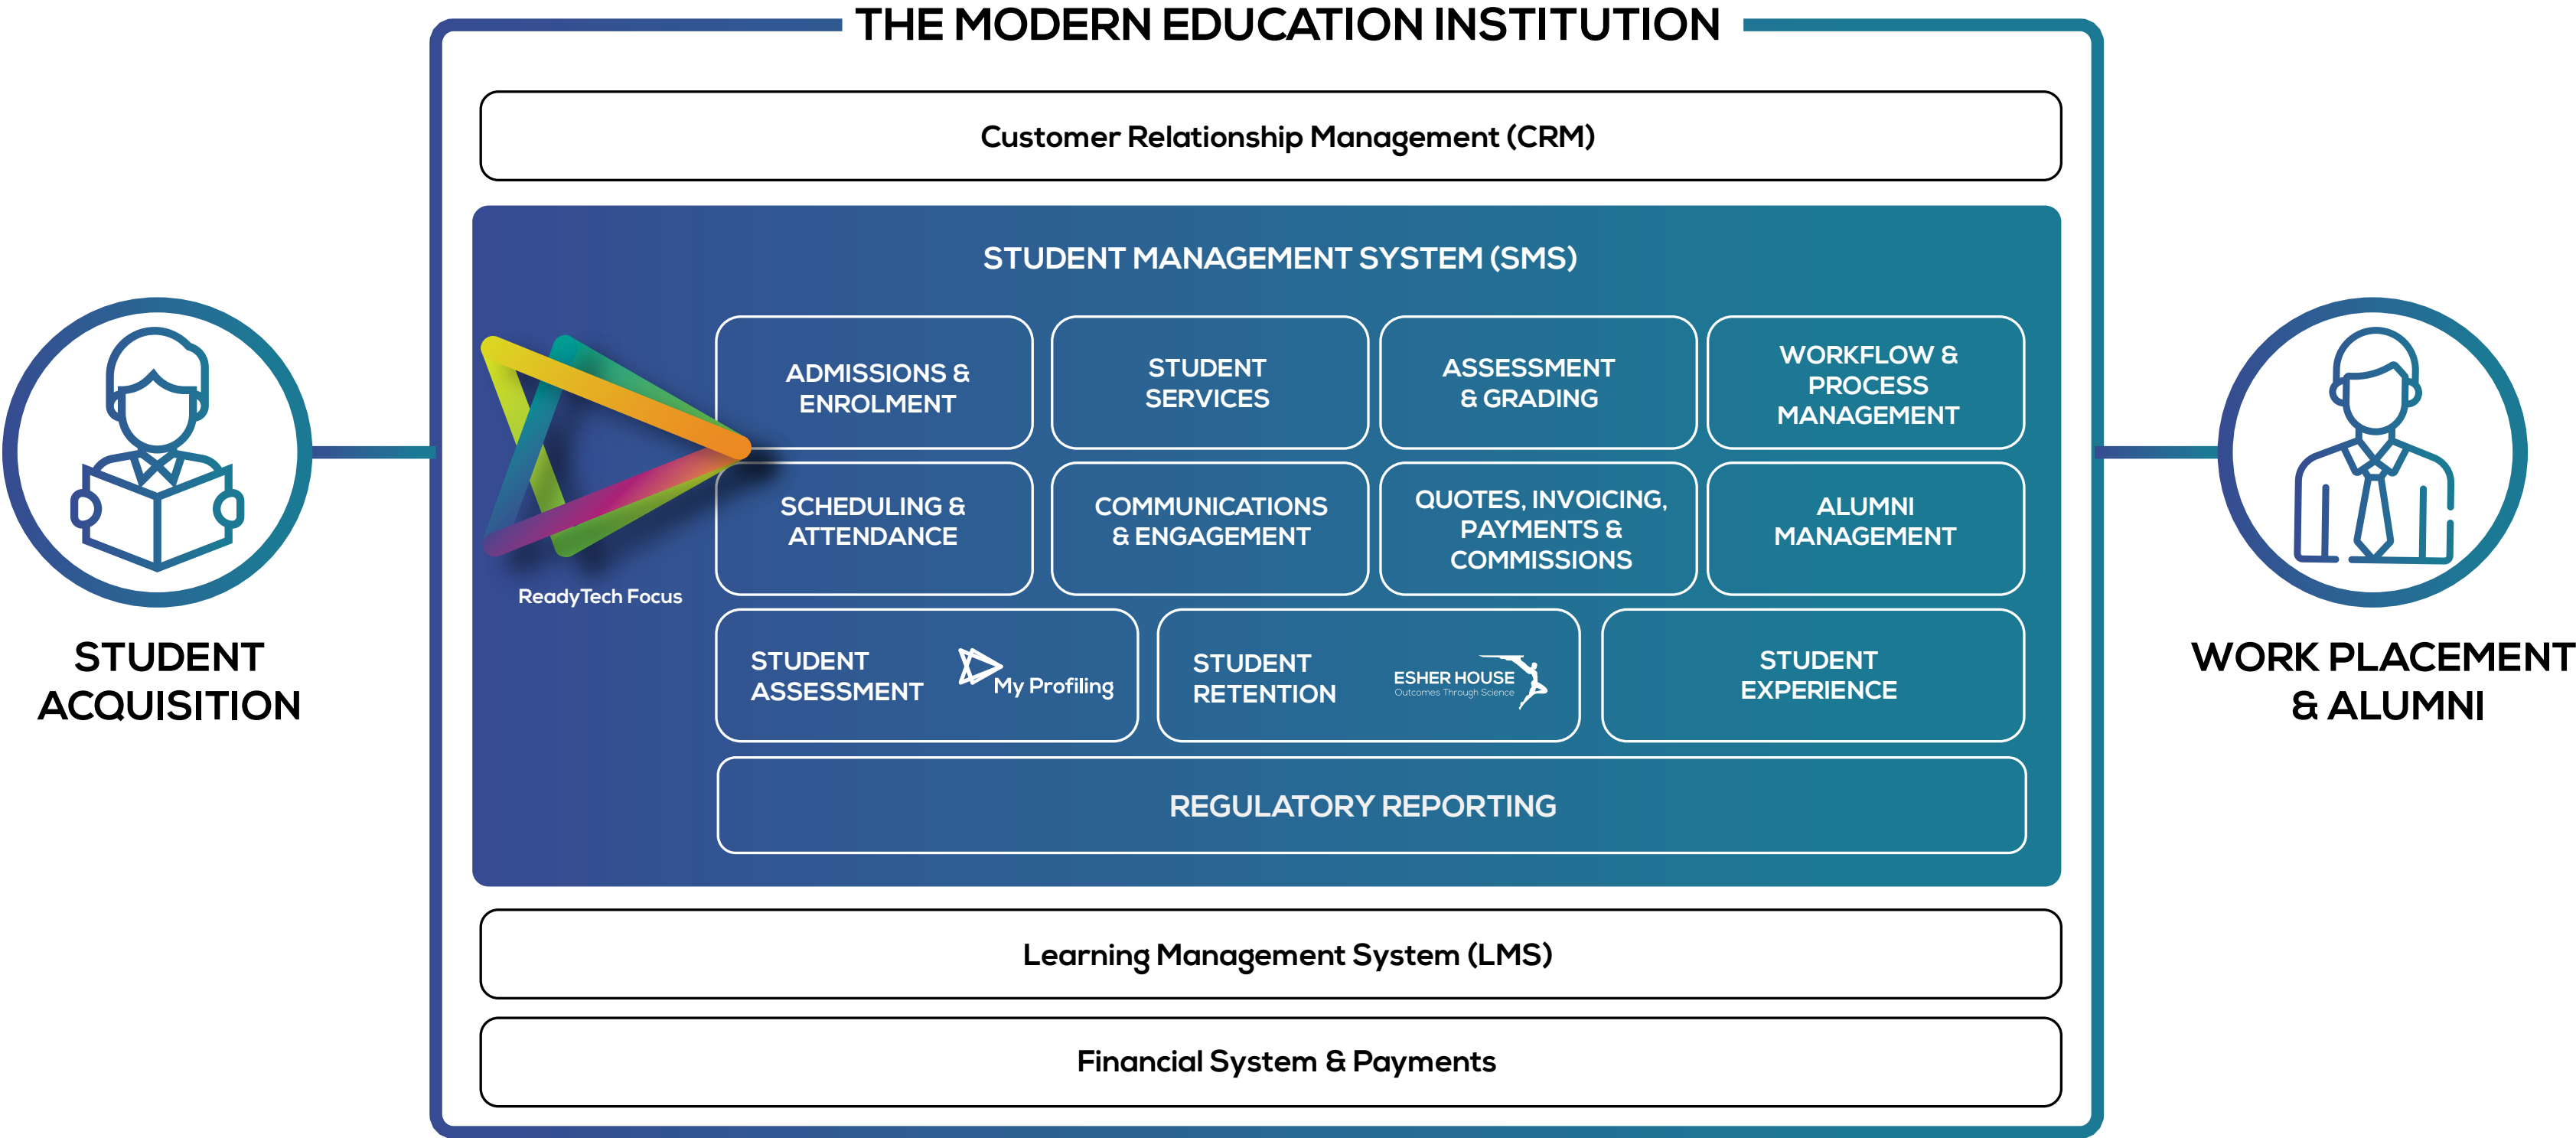 THE MODERN EDUCATION INSTITUTION
Customer Relationship Management (CRM)
STUDENT MANAGEMENT SYSTEM (SMS)
ADMISSIONS &
ENROLMENT
STUDENT
SERVICES
ASSESSMENT
& GRADING
WORKFLOW &
PROCESS
MANAGEMENT
SCHEDULING &
ATTENDANCE
COMMUNICATIONS
& ENGAGEMENT
QUOTES, INVOICING,
PAYMENTS &
COMMISSIONS
ALUMNI
MANAGEMENT
ReadyTech Focus
STUDENT
ASSESSMENT
My Profiling
STUDENT
RETENTION
ESHER HOUSE
Outcomes Through Science
STUDENT
EXPERIENCE
REGULATORY REPORTING
Learning Management System (LMS)
Financial System & Payments
STUDENT
ACQUISITION
WORK PLACEMENT
& ALUMNI